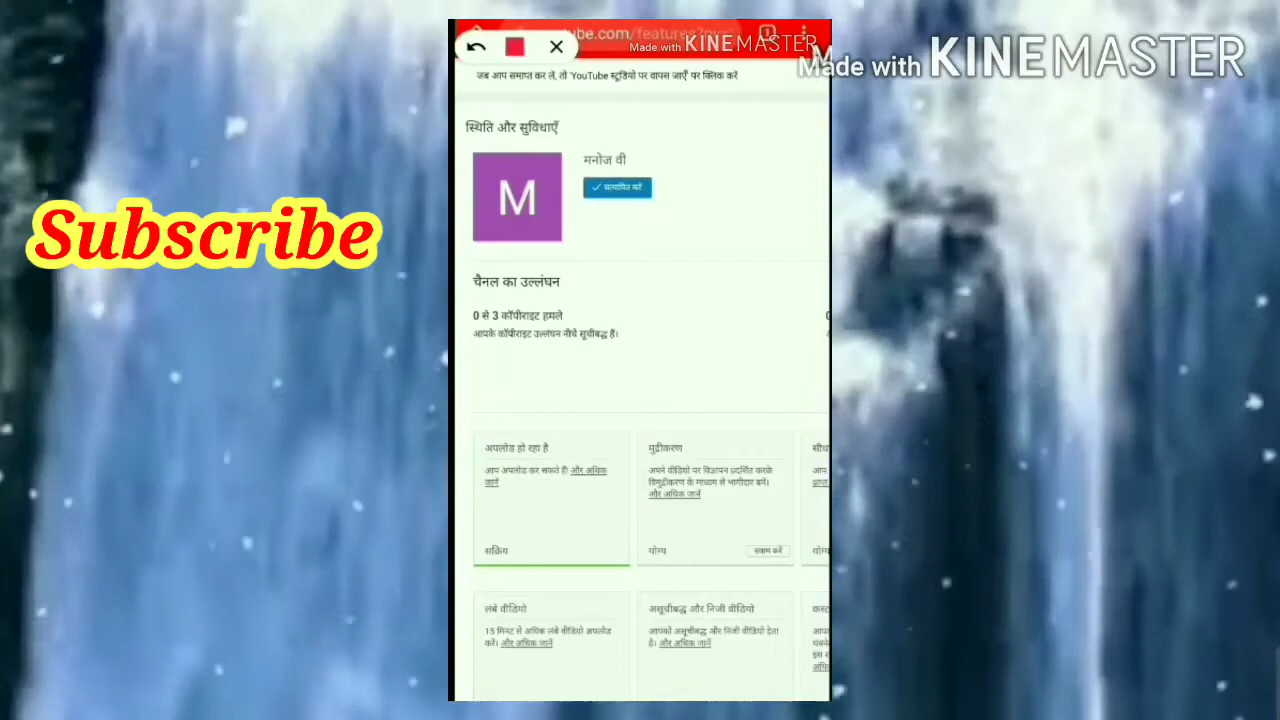 Made with KINEMASTER
Made with KINEMASTER
जब आप समाप्त कर लें, तो 'YouTube स्टूडियो पर वापस जाएँ' पर क्लिक करें
स्थिति और सुविधाएँ
M
मनोज वी
सत्यापित करें
Subscribe
चैनल का उल्लंघन
0 से 3 कॉपीराइट हमले
आपके कॉपीराइट उल्लंघन नीचे सूचीबद्ध हैं।
अपलोड हो रहा है
आप अपलोड कर सकते हैं! और अधिक
जानें
सक्रिय
मुद्रीकरण
अपने वीडियो पर विज्ञापन प्रदर्शित करके
विमुद्रीकरण के माध्यम से भागीदार बनें।
और अधिक जानें
योग्य
सक्षम करें
लंबे वीडियो
15 मिनट से अधिक लंबे वीडियो अपलोड
करें। और अधिक जानें
असूचीबद्ध और निजी वीडियो
आपको असूचीबद्ध और निजी वीडियो देता
है। और अधिक जानें